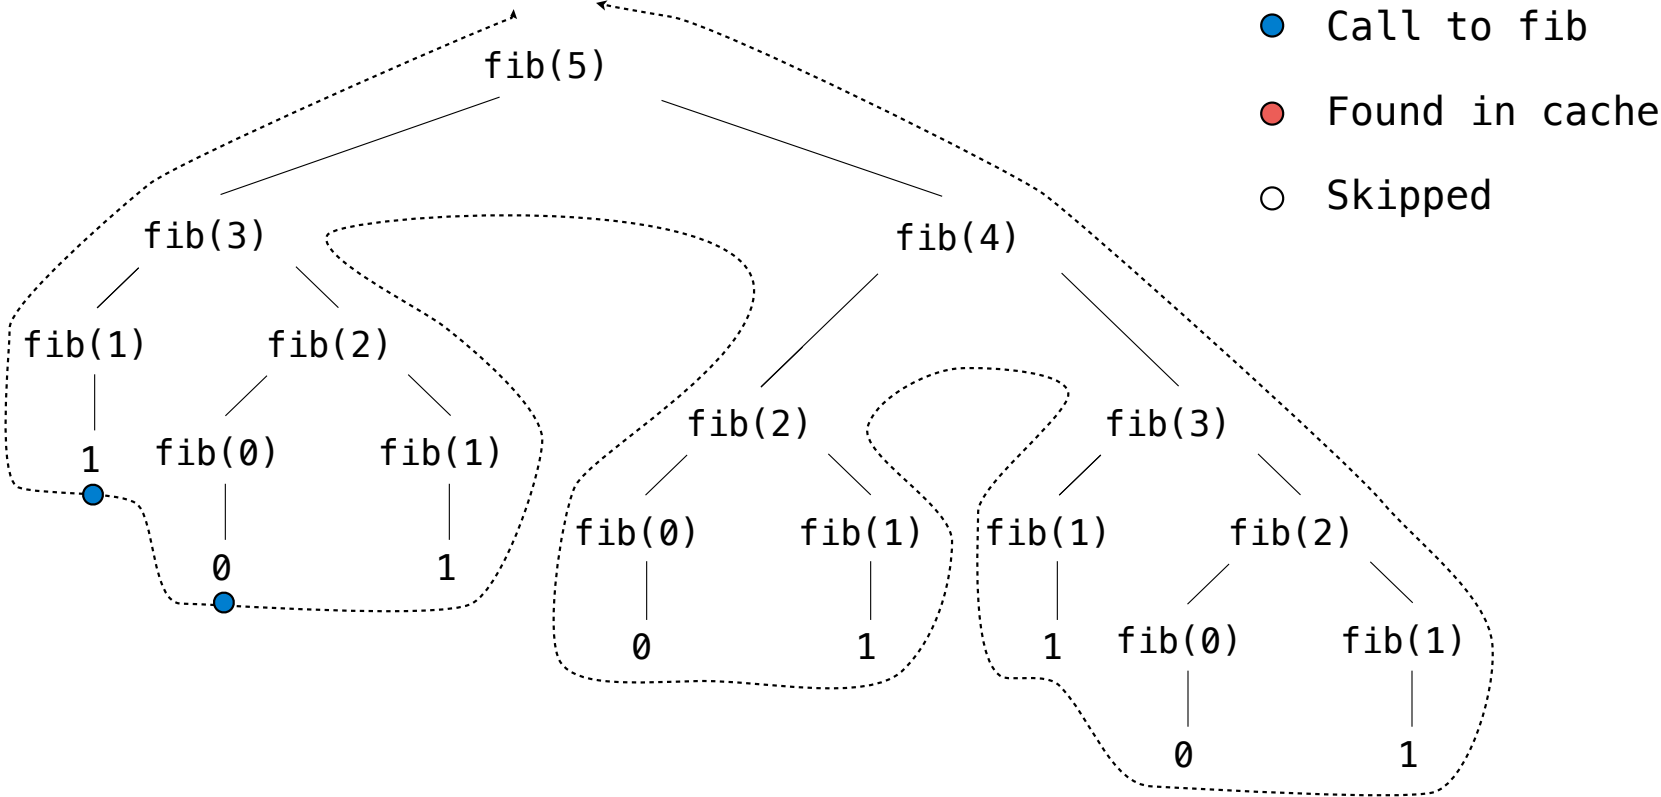 Call to fib
fib(5)
Found in cache
Skipped
fib(3) fib(4)
fib(1) fib(2)
fib(2) fib(3)
1 fib(0) fib(1)
fib(0) fib(1) fib(1) fib(2)
0 1
0 1 1 fib(0) fib(1)
0 1